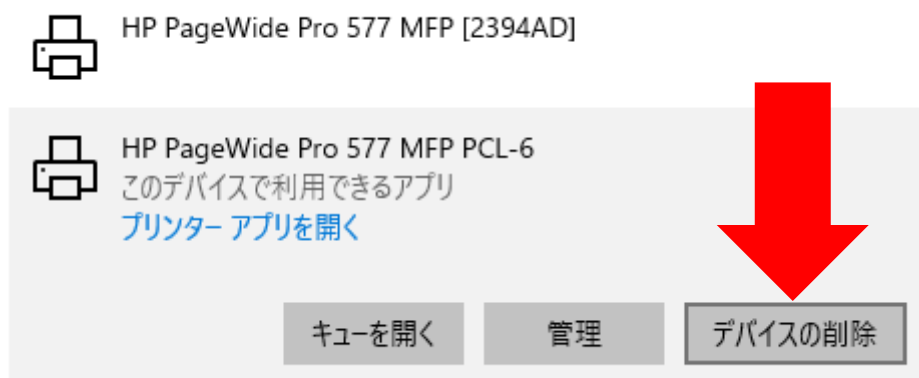 HP PageWide Pro 577 MFP [2394AD]
HP PageWide Pro 577 MFP PCL-6
このデバイスで利用できるアプリ
プリンター アプリを開く
キューを開く
管理
デバイスの削除